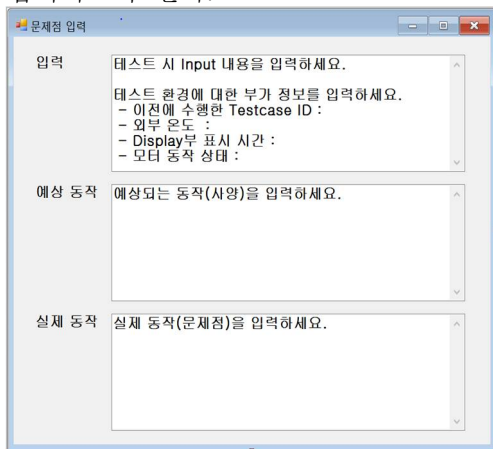 문제점 입력
입력
테스트 시 Input 내용을 입력하세요.
테스트 환경에 대한 부가 정보를 입력하세요.
- 이전에 수행한 Testcase ID :
- 외부 온도 :
- Display부 표시 시간 :
- 모터 동작 상태 :
예상 동작
예상되는 동작(사양)을 입력하세요.
실제 동작
실제 동작(문제점)을 입력하세요.